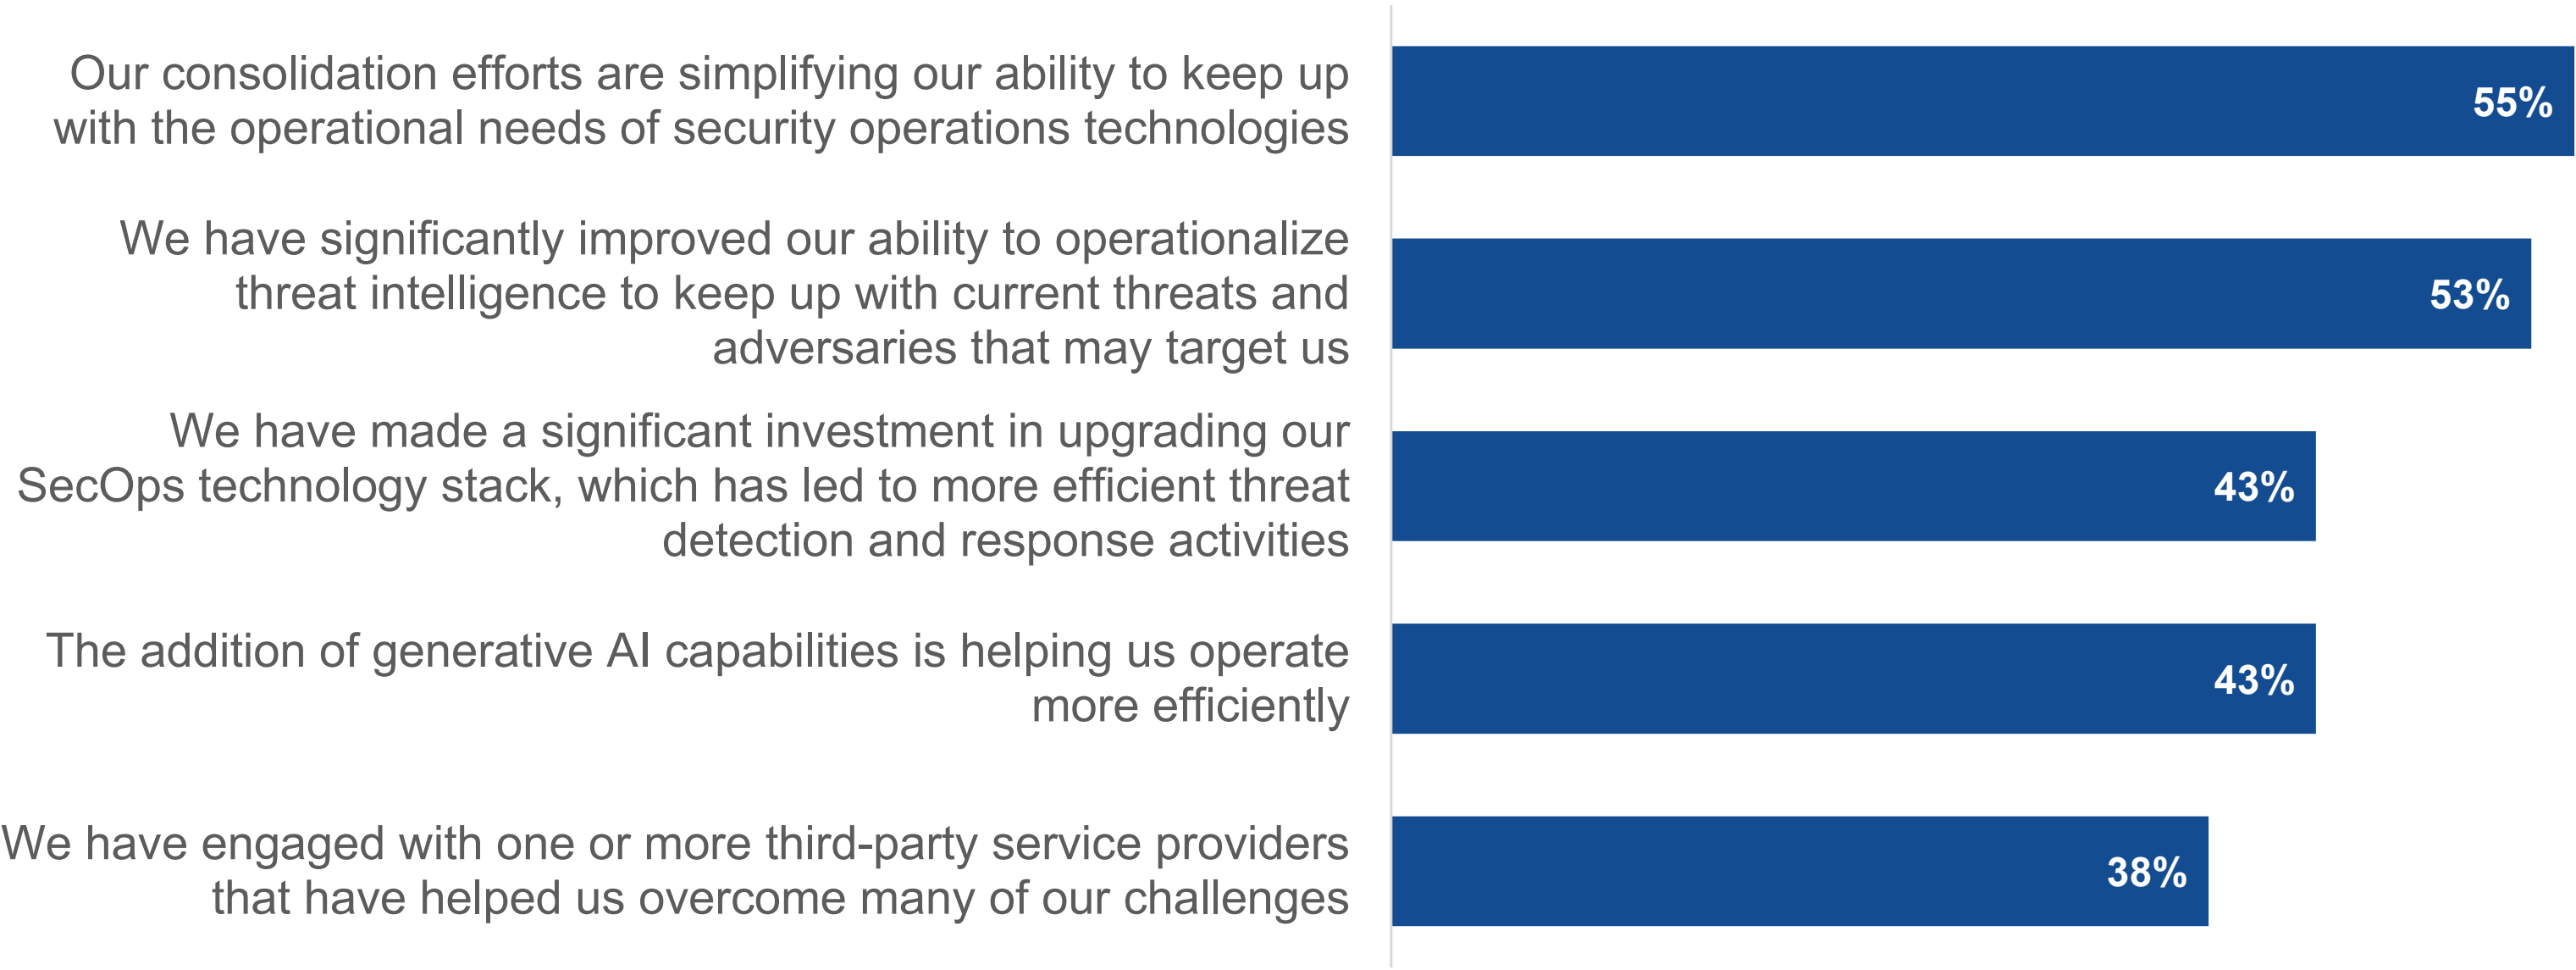 Our consolidation efforts are simplifying our ability to keep up
with the operational needs of security operations technologies
55%
We have significantly improved our ability to operationalize
threat intelligence to keep up with current threats and
adversaries that may target us
53%
We have made a significant investment in upgrading our
SecOps technology stack, which has led to more efficient threat
detection and response activities
43%
The addition of generative AI capabilities is helping us operate
more efficiently
43%
We have engaged with one or more third-party service providers
that have helped us overcome many of our challenges
38%